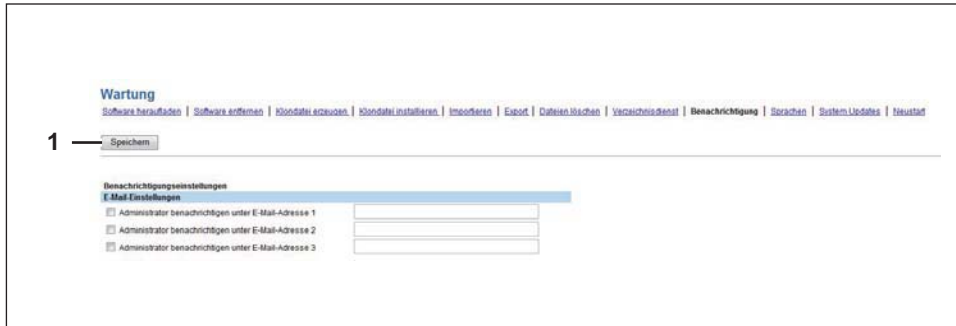 Wartung
Software heraufladen | Software entfernen | Klondatei erzeugen | Klondatei installieren | Importieren | Export | Dateien löschen | Verzeichnisdienst | Benachrichtigung | Sprachen | System Updates | Neustart
1
Speichern
Benachrichtigungseinstellungen
E-Mail-Einstellungen
Administrator benachrichtigen unter E-Mail-Adresse 1
Administrator benachrichtigen unter E-Mail-Adresse 2
Administrator benachrichtigen unter E-Mail-Adresse 3